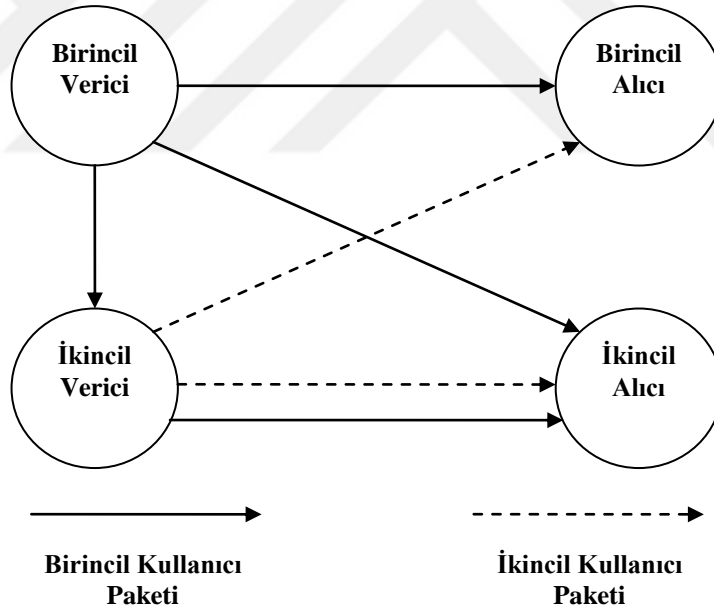 Birincil
Verici
Birincil
Alıcı
İkincil
Verici
İkincil
Alıcı
Birincil Kullanıcı
Paketi
İkincil Kullanıcı
Paketi